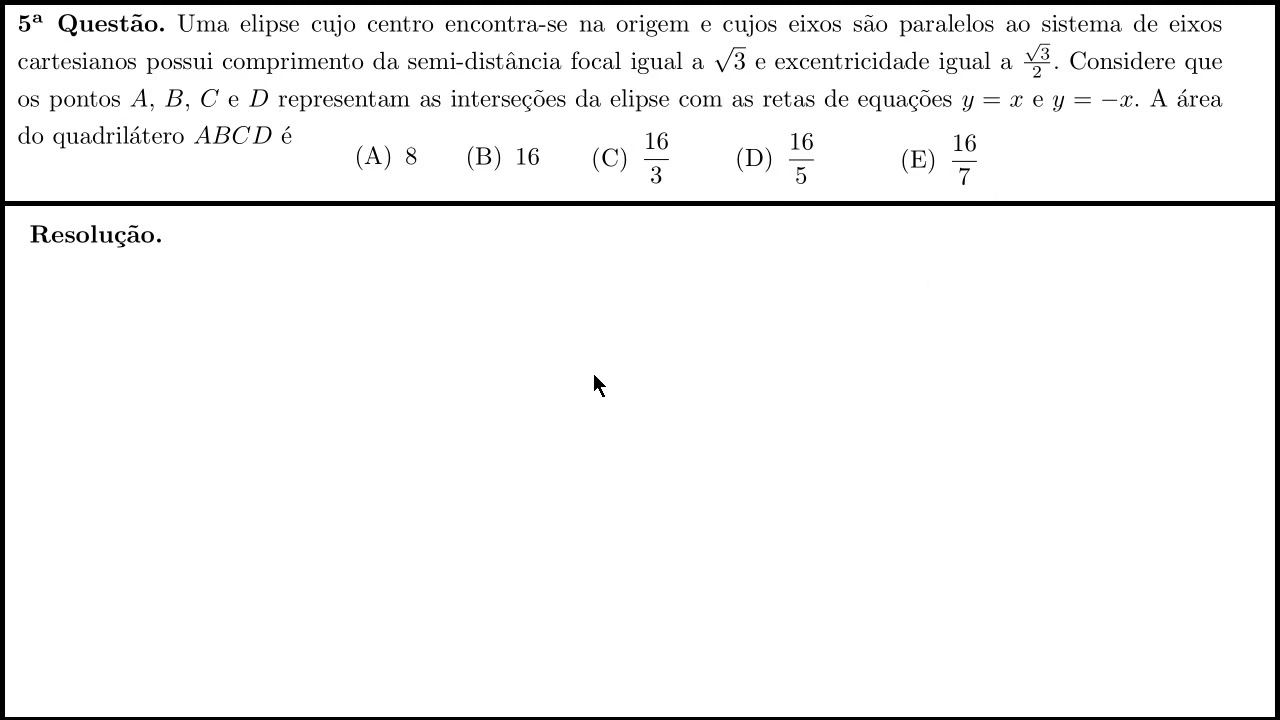 5ª Questão. Uma elipse cujo centro encontra-se na origem e cujos eixos são paralelos ao sistema de eixos
cartesianos possui comprimento da semi-distância focal igual a √3 e excentricidade igual a √3/2. Considere que
os pontos A, B, C e D representam as interseções da elipse com as retas de equações y = x e y = −x. A área
do quadrilátero ABCD é
(A) 8 (B) 16 (C) 16/3 (D) 16/5 (E) 16/7
Resolução.